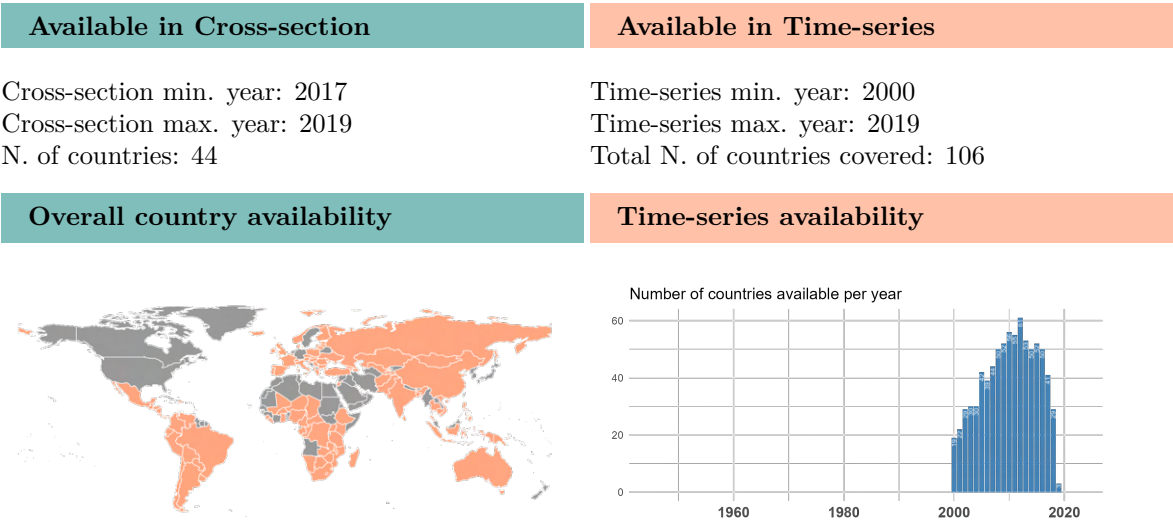 Available in Cross-section
Available in Time-series
Cross-section min. year: 2017
Cross-section max. year: 2019
N. of countries: 44
Time-series min. year: 2000
Time-series max. year: 2019
Total N. of countries covered: 106
Overall country availability
Time-series availability
Number of countries available per year
60
40
20
0
1960
1980
2000
2020